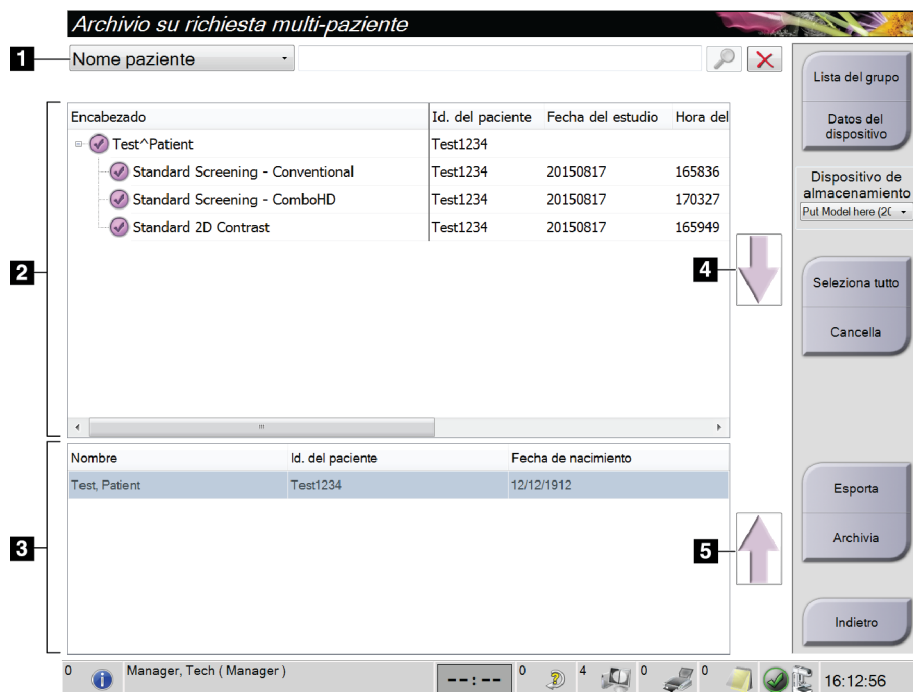 Archivio su richiesta multi-paziente
1
Nome paziente
Lista del grupo
Datos del
dispositivo
Dispositivo de
almacenamiento
Put Model here (20
Seleziona tutto
Cancella
Esporta
Archivia
Indietro
2
Encabezado Id. del paciente Fecha del estudio Hora del
Test^Patient Test1234
Standard Screening - Conventional Test1234 20150817 165836
Standard Screening - ComboHD Test1234 20150817 170327
Standard 2D Contrast Test1234 20150817 165949
4
3
Nombre Id. del paciente Fecha de nacimiento
Test, Patient Test1234 12/12/1912
5
0 Manager, Tech ( Manager ) --:-- 0 4 0 0 16:12:56